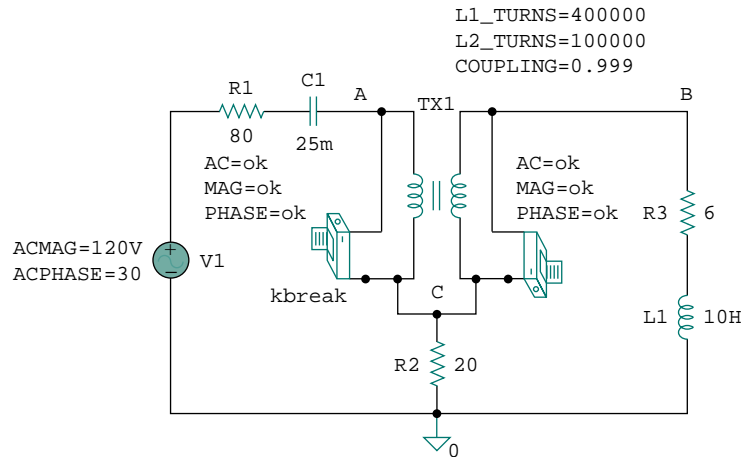 L1_TURNS=400000
L2_TURNS=100000
COUPLING=0.999
C1
R1
A
TX1
B
80
25m
AC=ok
MAG=ok
PHASE=ok
AC=ok
MAG=ok
PHASE=ok
R3
6
ACMAG=120V
ACPHASE=30
+
−
V1
kbreak
C
L1
10H
R2
20
0